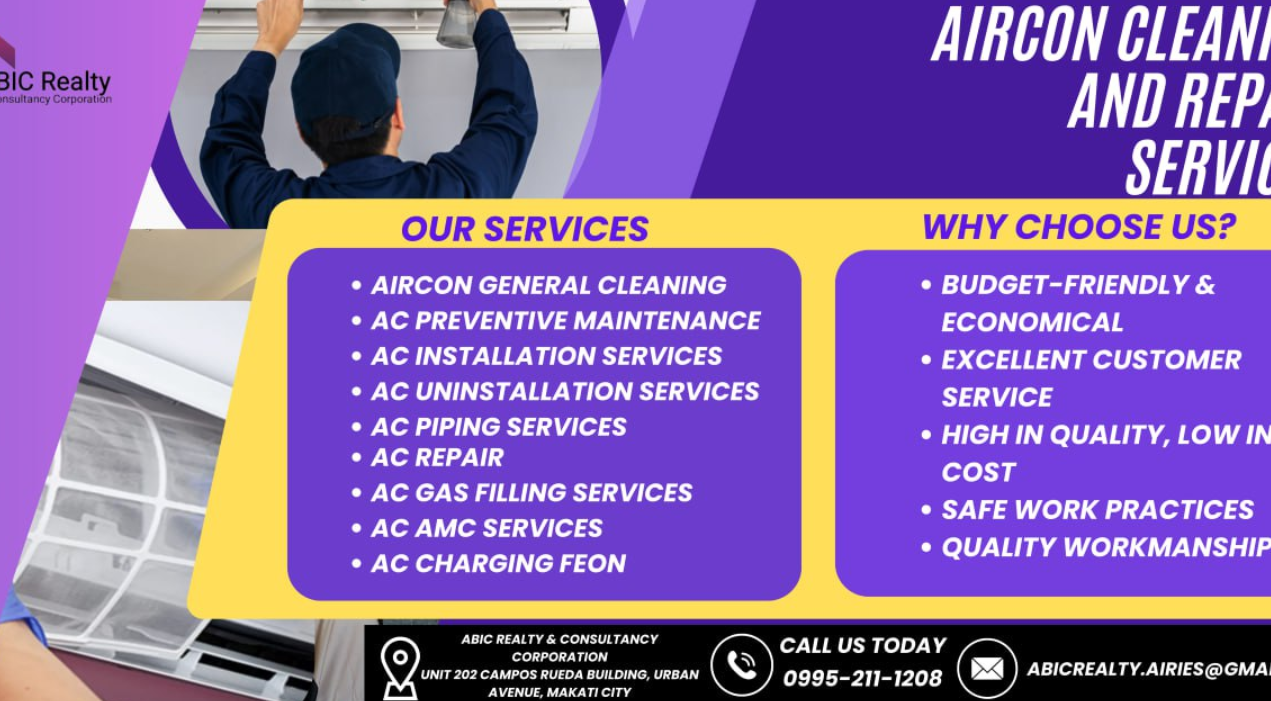 BIC Realty
onsultancy Corporation
AIRCON CLEANI
AND REPA
SERVIC
OUR SERVICES
• AIRCON GENERAL CLEANING
• AC PREVENTIVE MAINTENANCE
• AC INSTALLATION SERVICES
• AC UNINSTALLATION SERVICES
• AC PIPING SERVICES
• AC REPAIR
• AC GAS FILLING SERVICES
• AC AMC SERVICES
• AC CHARGING FEON
WHY CHOOSE US?
• BUDGET-FRIENDLY &
ECONOMICAL
• EXCELLENT CUSTOMER
SERVICE
• HIGH IN QUALITY, LOW IN
COST
• SAFE WORK PRACTICES
• QUALITY WORKMANSHIP
ABIC REALTY & CONSULTANCY
CORPORATION
UNIT 202 CAMPOS RUEDA BUILDING, URBAN
AVENUE, MAKATI CITY
CALL US TODAY
0995-211-1208
ABICREALTY.AIRIES@GMAI